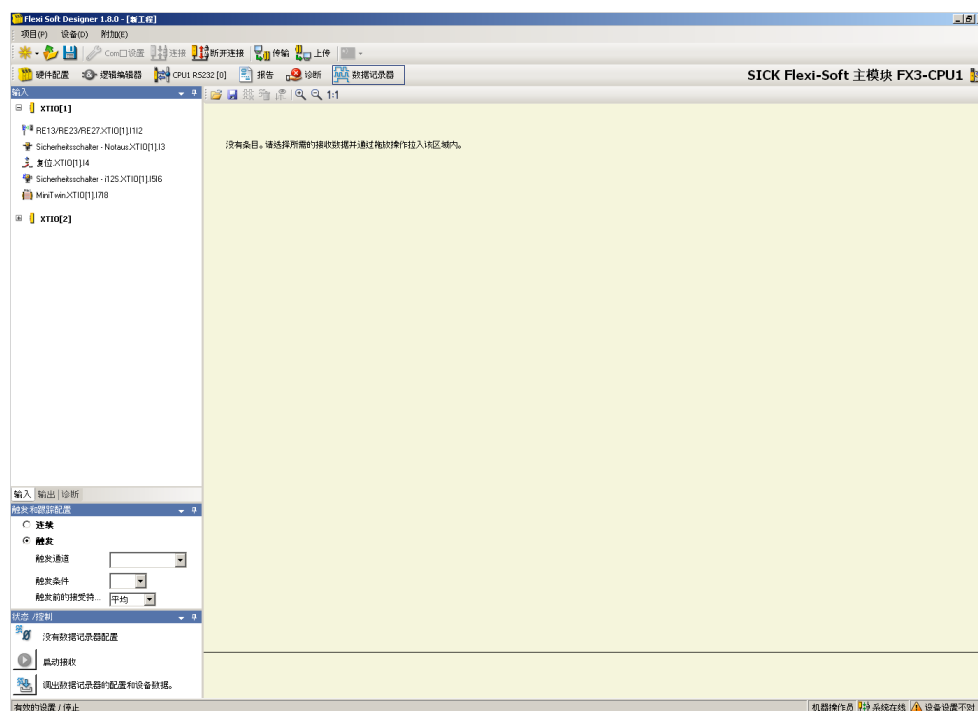 Flexi Soft Designer 1.8.0 - [新工程]
项目(P) 设备(D) 附加(E)
Com口设置 连接 断开连接 传输 上传
硬件配置 逻辑编辑器 CPU1 RS232 [0] 报告 诊断 数据记录器 SICK Flexi-Soft 主模块 FX3-CPU1
输入
1:1
XTIO[1]
RE13/RE23/RE27.XTIO[1].I1I2
没有条目。请选择所需的接收数据并通过拖放操作拉入该区域内。
Sicherheitsschalter - Notaus.XTIO[1].I3
复位.XTIO[1].I4
Sicherheitsschalter - i12S.XTIO[1].I5I6
MiniTwin.XTIO[1].I7I8
XTIO[2]
输入 输出 诊断
触发和跟踪配置
连续
触发
触发通道
触发条件
触发前的接受持... 平均
状态 /控制
没有数据记录器配置
启动接收
调出数据记录器的配置和设备数据。
有效的设置 / 停止 机器操作员 系统在线 设备设置不对